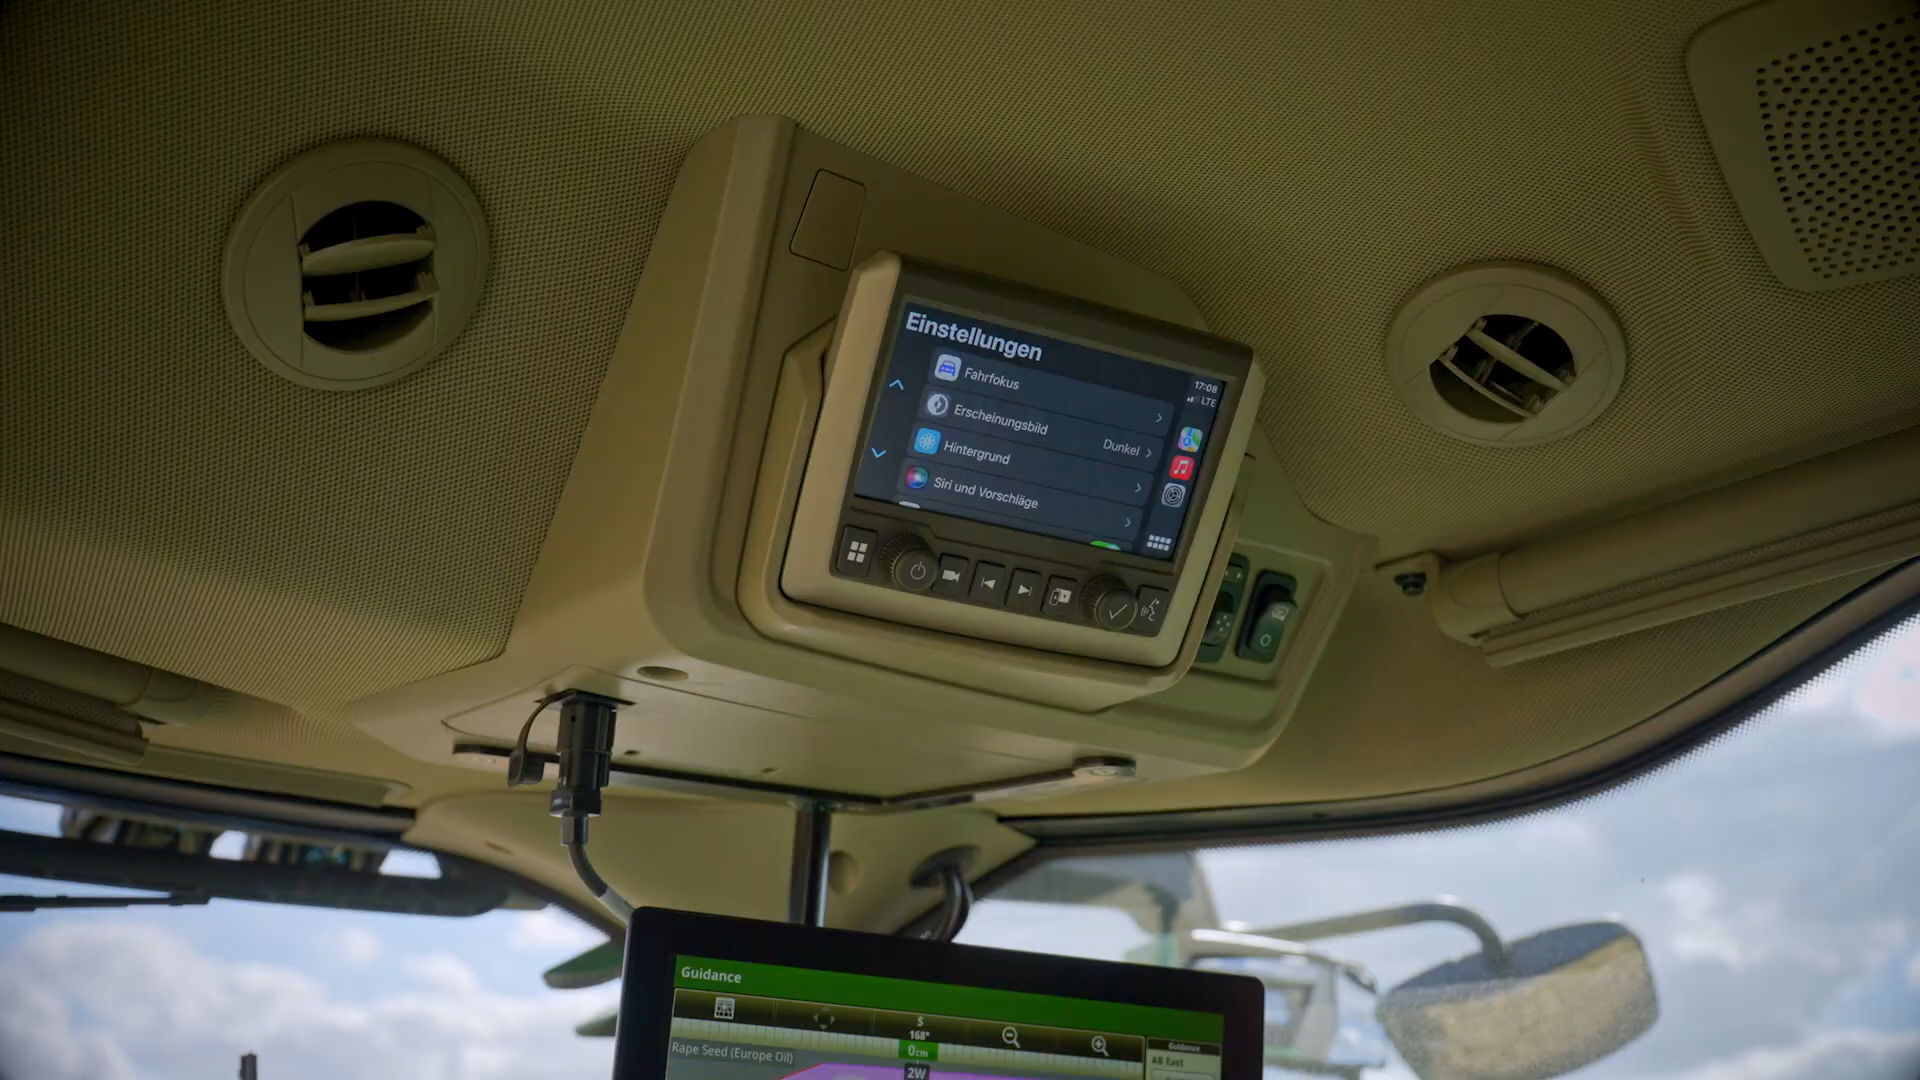 Einstellungen
17:08
LTE
Fahrfokus
Erscheinungsbild
Dunkel
Hintergrund
Siri und Vorschläge
Guidance
S
168°
0cm
2W
Rape Seed (Europe Oil)
Guidance
AB East